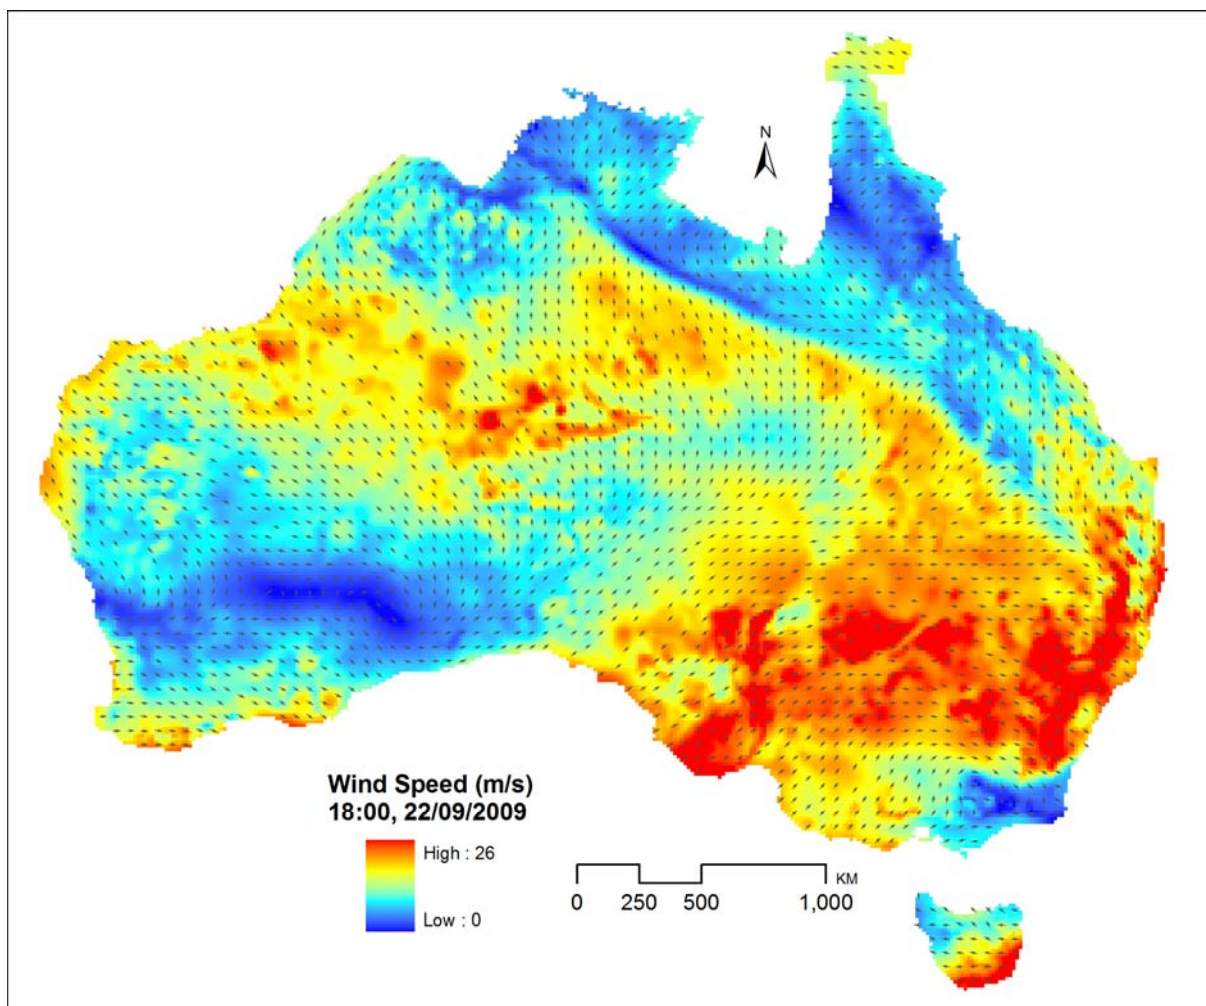 N
Wind Speed (m/s)
18:00, 22/09/2009
High : 26
Low : 0
KM
0 250 500 1,000